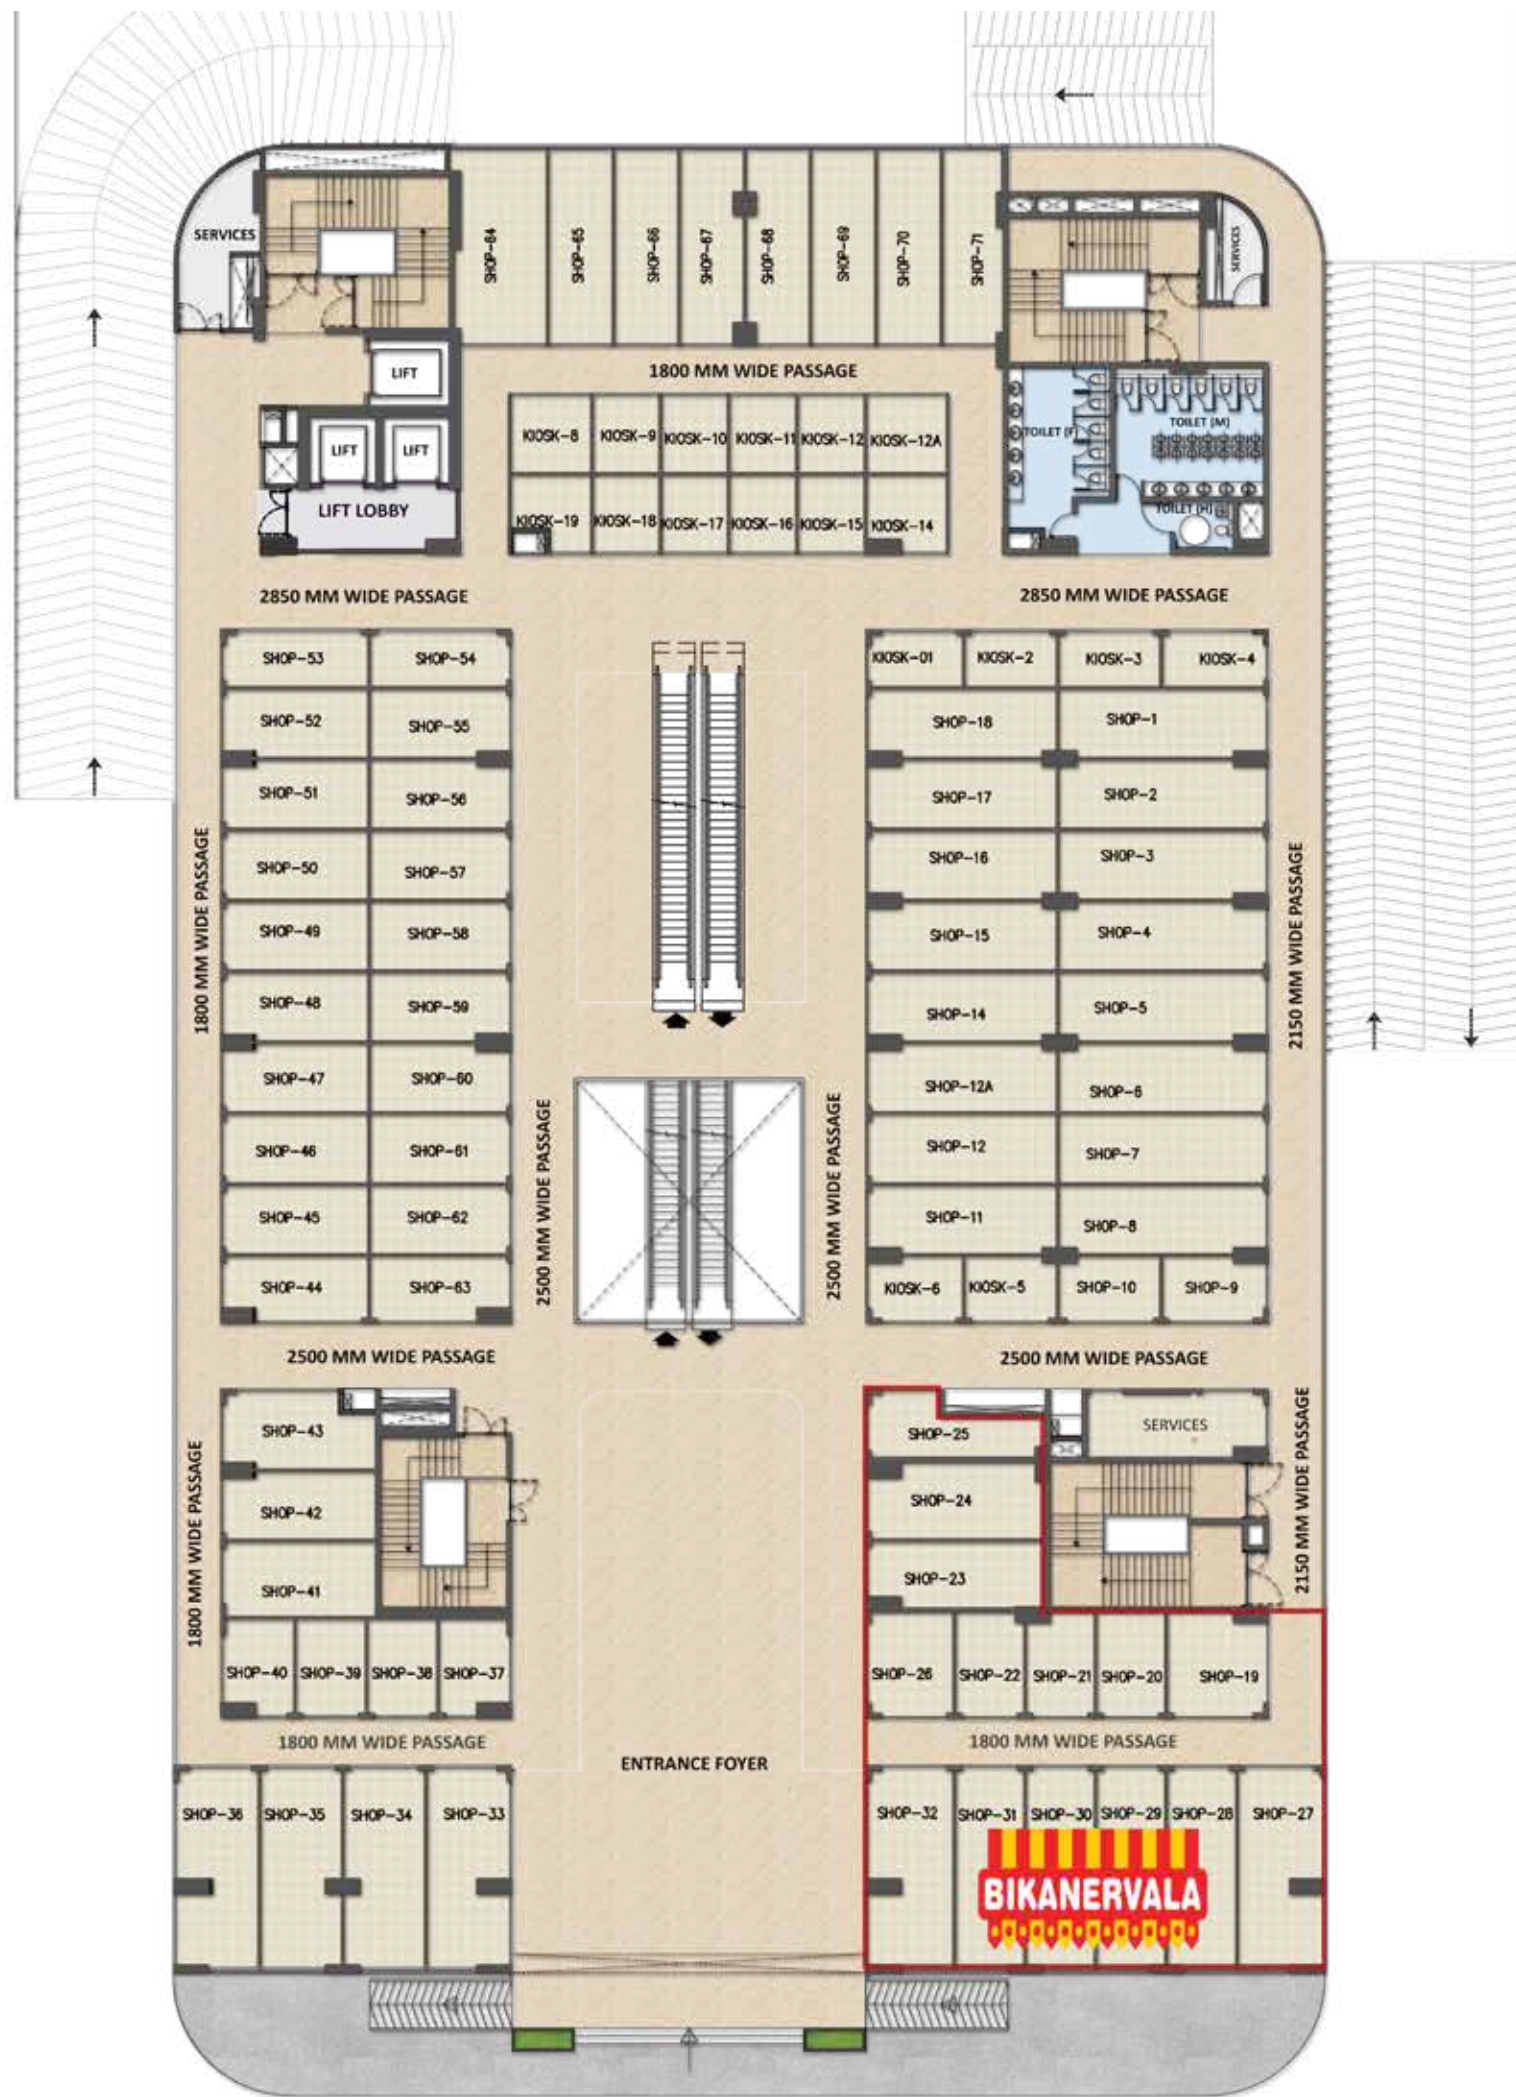 SERVICES
SHOP-64
SHOP-65
SHOP-66
SHOP-67
SHOP-68
SHOP-69
SHOP-70
SHOP-71
SERVICES
LIFT
1800 MM WIDE PASSAGE
LIFT
LIFT
LIFT LOBBY
KIOSK-8
KIOSK-9
KIOSK-10
KIOSK-11
KIOSK-12
KIOSK-12A
KIOSK-19
KIOSK-18
KIOSK-17
KIOSK-16
KIOSK-15
KIOSK-14
TOILET (F)
TOILET (M)
TOILET (H)
2850 MM WIDE PASSAGE
2850 MM WIDE PASSAGE
SHOP-53
SHOP-54
SHOP-52
SHOP-55
SHOP-51
SHOP-56
SHOP-50
SHOP-57
SHOP-49
SHOP-58
SHOP-48
SHOP-59
SHOP-47
SHOP-60
SHOP-46
SHOP-61
SHOP-45
SHOP-62
SHOP-44
SHOP-63
1800 MM WIDE PASSAGE
2500 MM WIDE PASSAGE
2500 MM WIDE PASSAGE
KIOSK-01
KIOSK-2
KIOSK-3
KIOSK-4
SHOP-18
SHOP-1
SHOP-17
SHOP-2
SHOP-16
SHOP-3
SHOP-15
SHOP-4
SHOP-14
SHOP-5
SHOP-12A
SHOP-6
SHOP-12
SHOP-7
SHOP-11
SHOP-8
KIOSK-6
KIOSK-5
SHOP-10
SHOP-9
2150 MM WIDE PASSAGE
2500 MM WIDE PASSAGE
2500 MM WIDE PASSAGE
SHOP-43
SHOP-42
SHOP-41
SHOP-40
SHOP-39
SHOP-38
SHOP-37
1800 MM WIDE PASSAGE
SHOP-25
SERVICES
SHOP-24
SHOP-23
2150 MM WIDE PASSAGE
SHOP-26
SHOP-22
SHOP-21
SHOP-20
SHOP-19
1800 MM WIDE PASSAGE
ENTRANCE FOYER
1800 MM WIDE PASSAGE
SHOP-36
SHOP-35
SHOP-34
SHOP-33
SHOP-32
SHOP-31
SHOP-30
SHOP-29
SHOP-28
SHOP-27
BIKANERVALA